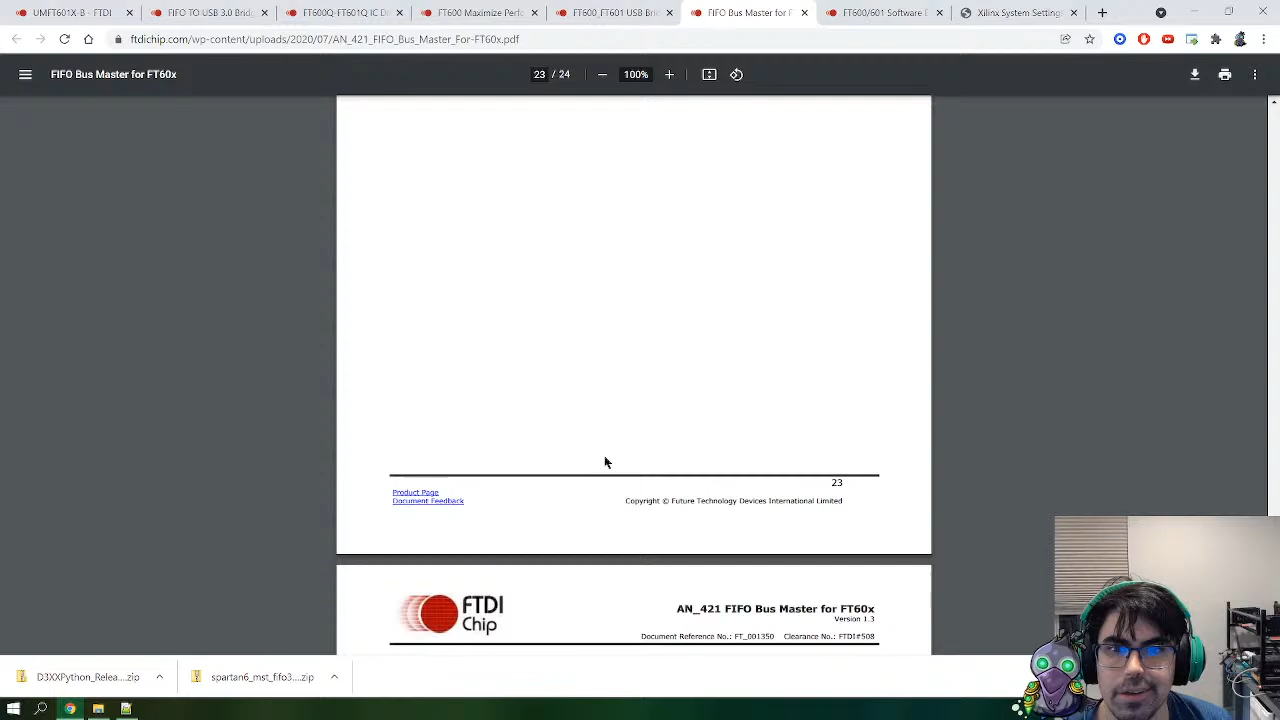 UMFT601X-B - FTDI
FIFO TO USB 3.0 Bridg
FT600Q-FT601Q IC D
FT600 Maximize Perfo
FT600_FT601 USB Bri
FIFO Bus Master for F
FT600/601 Software
Xilinx System Settings
ftdichip.com/wp-content/uploads/2020/07/AN_421_FIFO_Bus_Master_For-FT60x.pdf
FIFO Bus Master for FT60x
23 / 24
100%
23
Product Page
Document Feedback
Copyright © Future Technology Devices International Limited
FTDI
Chip
AN_421 FIFO Bus Master for FT60x
Version 1.3
Document Reference No.: FT_001350 Clearance No.: FTDI#508
D3XXPython_Relea....zip
spartan6_mst_fifo3....zip